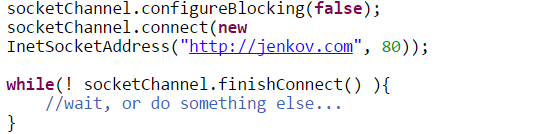 socketChannel.configureBlocking(false);
socketChannel.connect(new
InetSocketAddress("http://jenkov.com", 80));
while(! socketChannel.finishConnect() ){
//wait, or do something else...
}